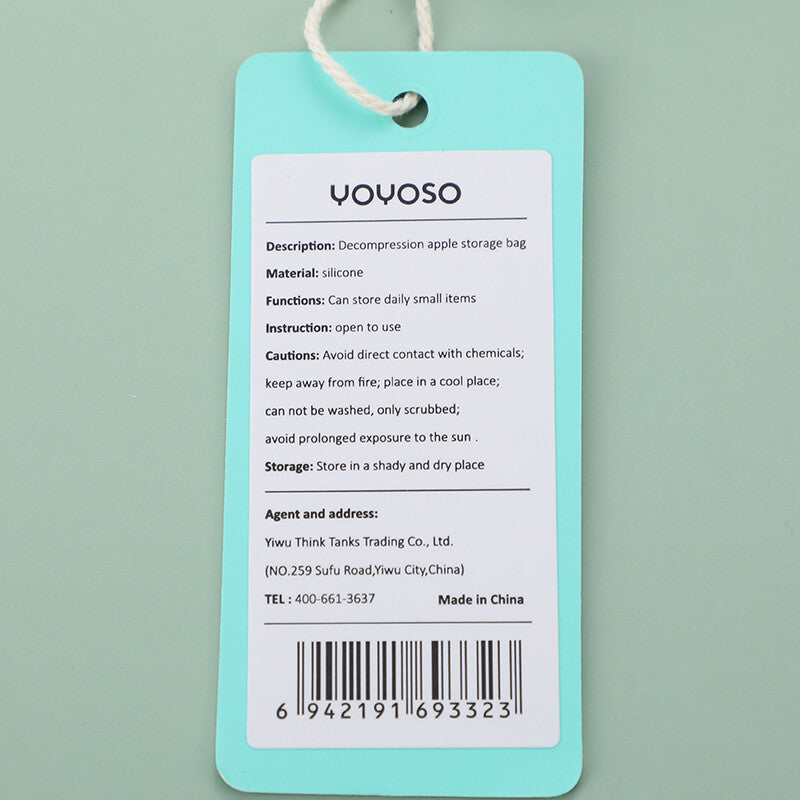 YOYOSO
Description: Decompression apple storage bag
Material: silicone
Functions: Can store daily small items
Instruction: open to use
Cautions: Avoid direct contact with chemicals;
keep away from fire; place in a cool place;
can not be washed, only scrubbed;
avoid prolonged exposure to the sun .
Storage: Store in a shady and dry place
Agent and address:
Yiwu Think Tanks Trading Co., Ltd.
(NO.259 Sufu Road,Yiwu City,China)
TEL : 400-661-3637 Made in China
6 942191 693323